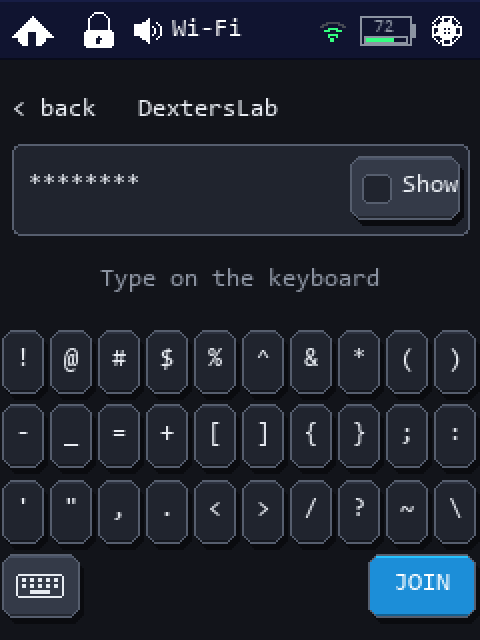 Wi-Fi 72
< back DextersLab
******** Show
Type on the keyboard
! @ # $ % ^ & * ( )
- _ = + [ ] { } ; :
' " , . < > / ? ~ \
JOIN